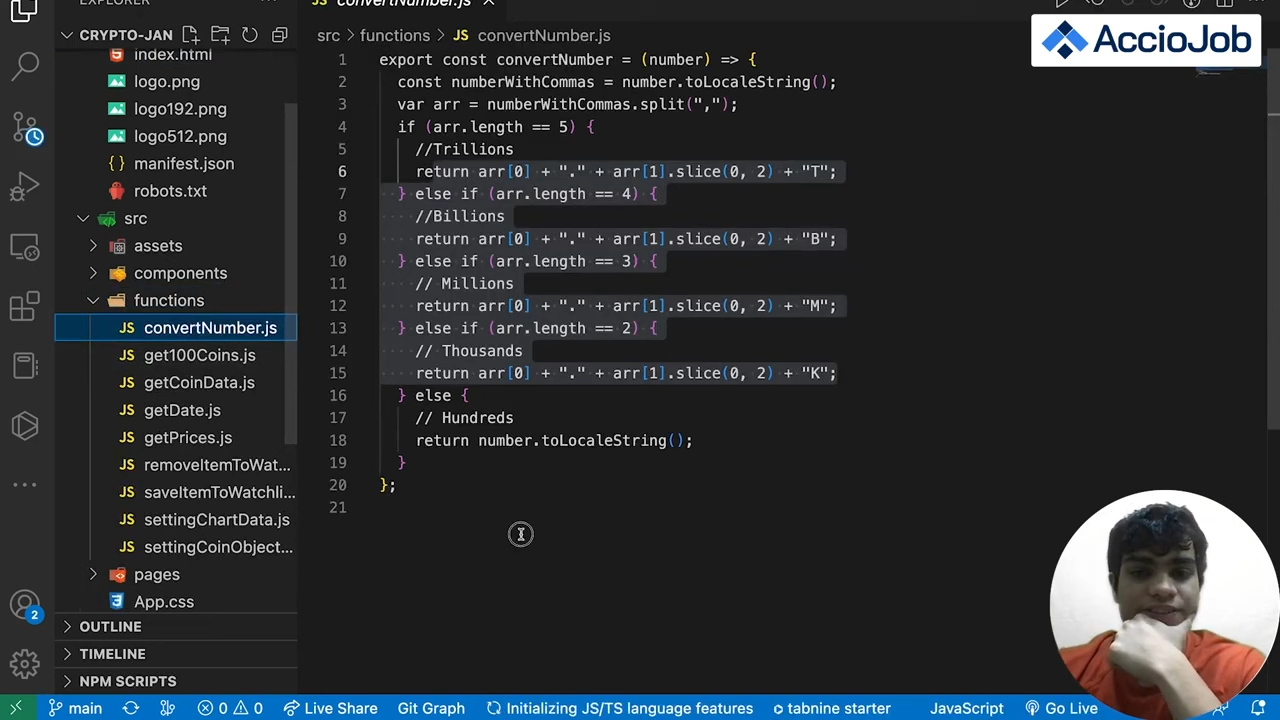 EXPLORER
convertNumber.js
CRYPTO-JAN
index.html
logo.png
logo192.png
logo512.png
manifest.json
robots.txt
src
assets
components
functions
convertNumber.js
get100Coins.js
getCoinData.js
getDate.js
getPrices.js
removeItemToWat...
saveItemToWatchli...
settingChartData.js
settingCoinObject...
pages
App.css
OUTLINE
TIMELINE
NPM SCRIPTS
src > functions > JS convertNumber.js
1 export const convertNumber = (number) => {
2 const numberWithCommas = number.toLocaleString();
3 var arr = numberWithCommas.split(",");
4 if (arr.length == 5) {
5 //Trillions
6 return arr[0] + "." + arr[1].slice(0, 2) + "T";
7 } else if (arr.length == 4) {
8 //Billions
9 return arr[0] + "." + arr[1].slice(0, 2) + "B";
10 } else if (arr.length == 3) {
11 // Millions
12 return arr[0] + "." + arr[1].slice(0, 2) + "M";
13 } else if (arr.length == 2) {
14 // Thousands
15 return arr[0] + "." + arr[1].slice(0, 2) + "K";
16 } else {
17 // Hundreds
18 return number.toLocaleString();
19 }
20 };
21
AccioJob
2
main 0 0 Live Share Git Graph Initializing JS/TS language features tabnine starter JavaScript Go Live